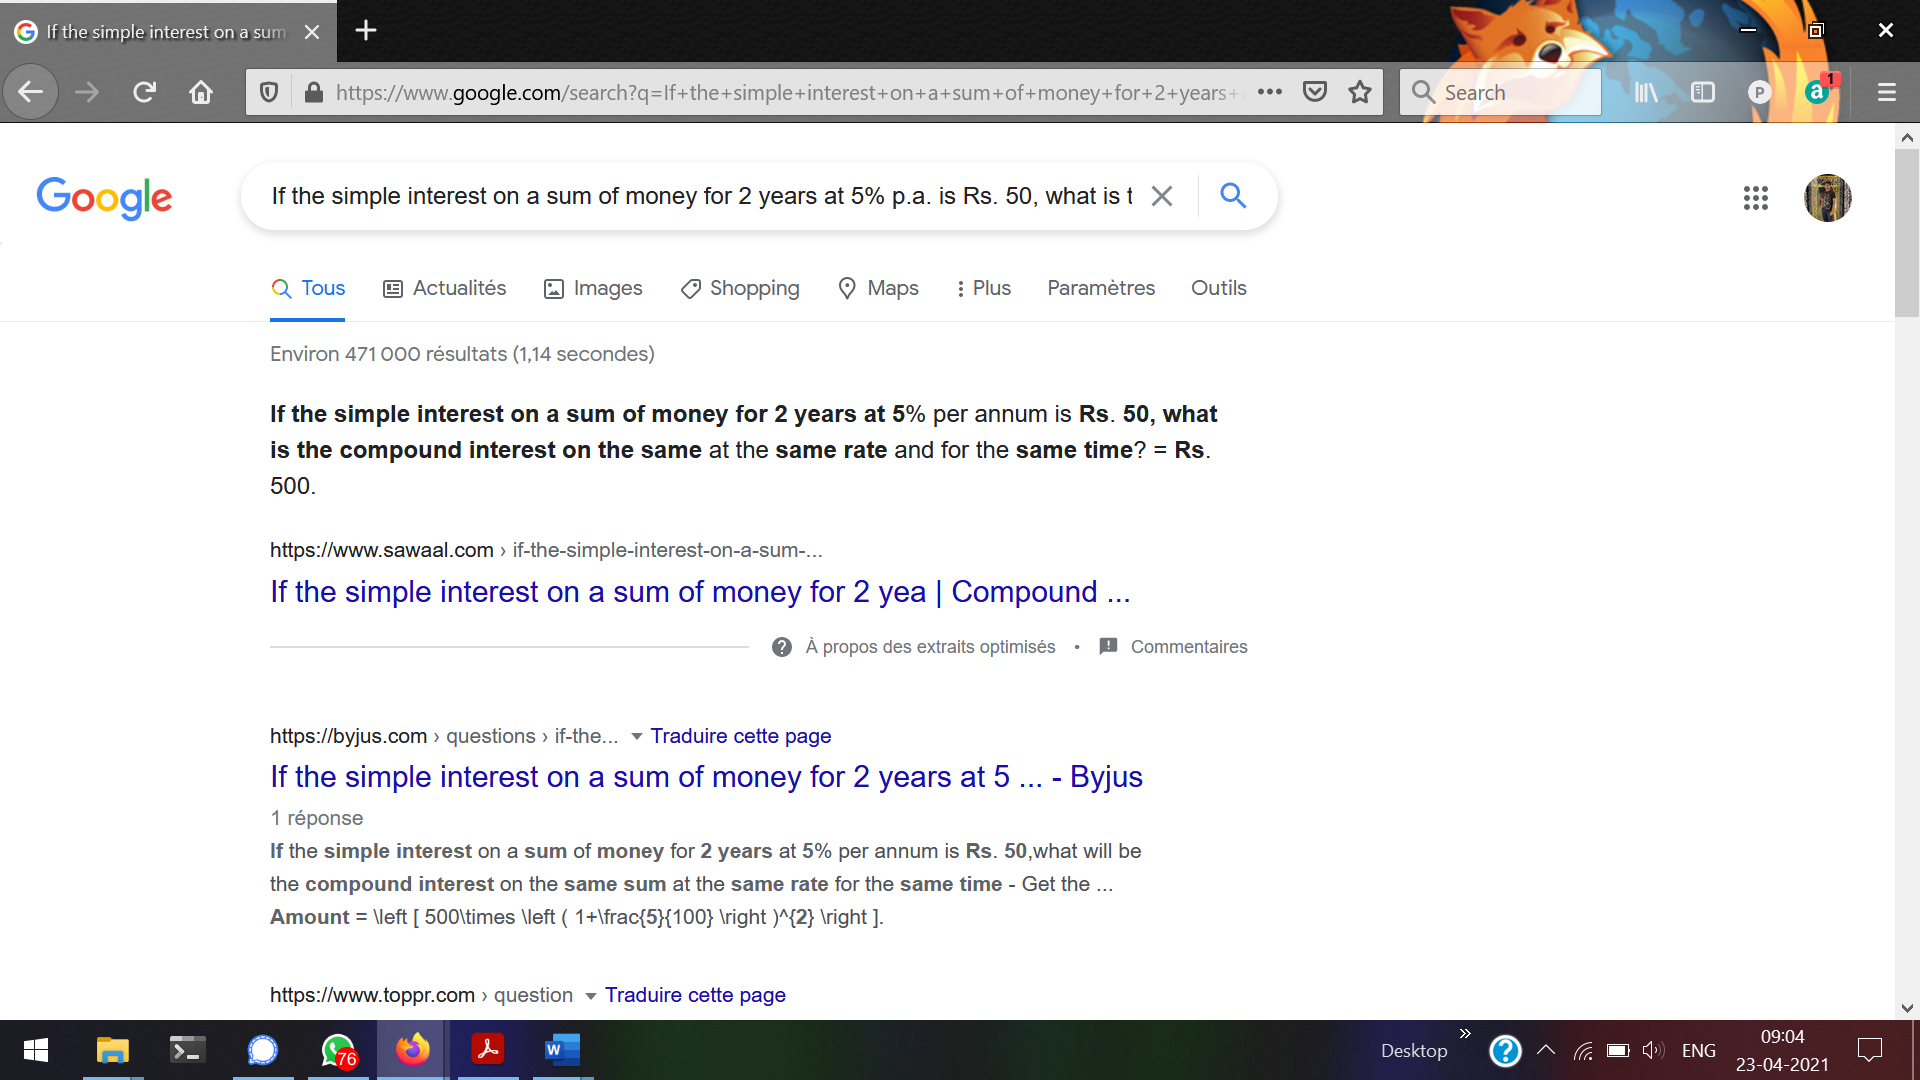 If the simple interest on a sum
https://www.google.com/search?q=If+the+simple+interest+on+a+sum+of+money+for+2+years+
Search
P
a
1
Google
If the simple interest on a sum of money for 2 years at 5% p.a. is Rs. 50, what is t
Tous
Actualités
Images
Shopping
Maps
Plus
Paramètres
Outils
Environ 471 000 résultats (1,14 secondes)
If the simple interest on a sum of money for 2 years at 5% per annum is Rs. 50, what
is the compound interest on the same at the same rate and for the same time? = Rs.
500.
https://www.sawaal.com › if-the-simple-interest-on-a-sum-...
If the simple interest on a sum of money for 2 yea | Compound ...
À propos des extraits optimisés • Commentaires
https://byjus.com › questions › if-the... Traduire cette page
If the simple interest on a sum of money for 2 years at 5 ... - Byjus
1 réponse
If the simple interest on a sum of money for 2 years at 5% per annum is Rs. 50,what will be
the compound interest on the same sum at the same rate for the same time - Get the ...
Amount = \left [ 500\times \left ( 1+\frac{5}{100} \right )^{2} \right ].
https://www.toppr.com › question Traduire cette page
76
W
Desktop
ENG
09:04
23-04-2021